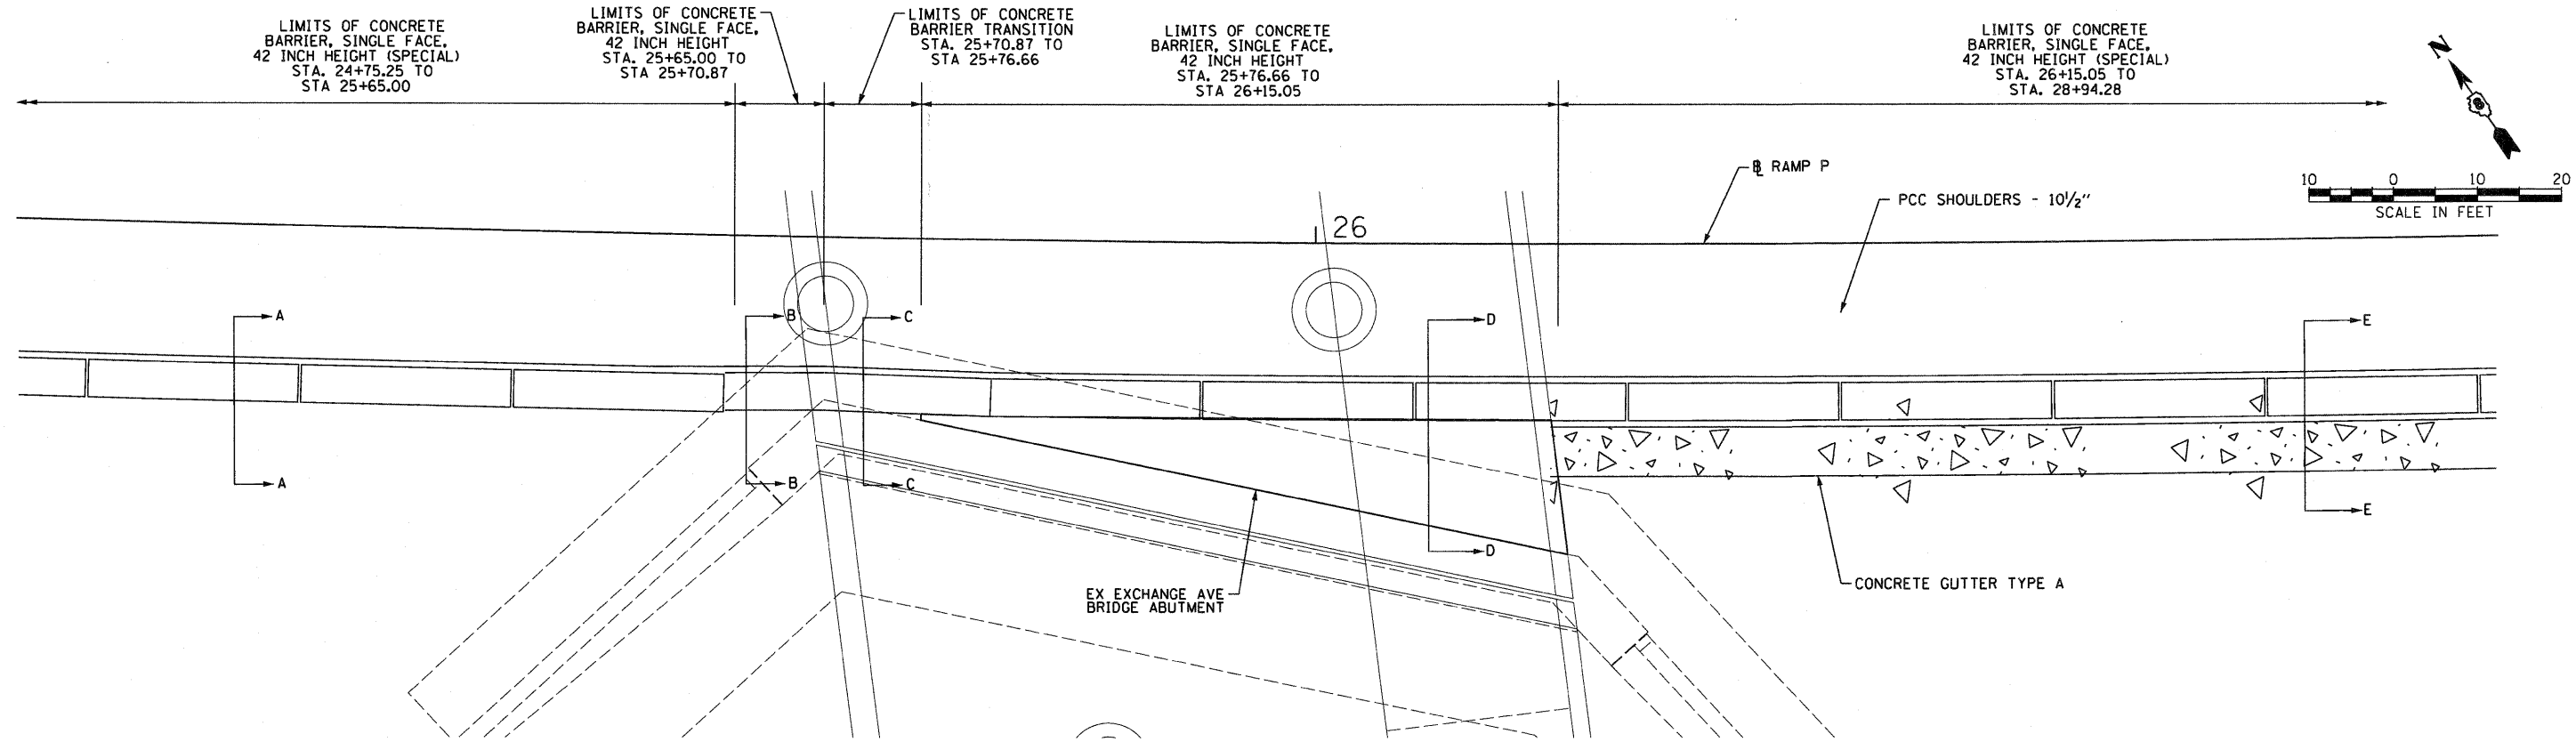 LIMITS OF CONCRETE
BARRIER, SINGLE FACE,
42 INCH HEIGHT (SPECIAL)
STA. 24+75.25 TO
STA 25+65.00
LIMITS OF CONCRETE
BARRIER, SINGLE FACE,
42 INCH HEIGHT
STA. 25+65.00 TO
STA 25+70.87
LIMITS OF CONCRETE
BARRIER TRANSITION
STA. 25+70.87 TO
STA 25+76.66
LIMITS OF CONCRETE
BARRIER, SINGLE FACE,
42 INCH HEIGHT
STA. 25+76.66 TO
STA 26+15.05
LIMITS OF CONCRETE
BARRIER, SINGLE FACE,
42 INCH HEIGHT (SPECIAL)
STA. 26+15.05 TO
STA. 28+94.28
N
10 0 10 20
SCALE IN FEET
℄ RAMP P
PCC SHOULDERS - 10½"
26
A
B
C
D
E
A
B
C
D
E
EX EXCHANGE AVE
BRIDGE ABUTMENT
CONCRETE GUTTER TYPE A